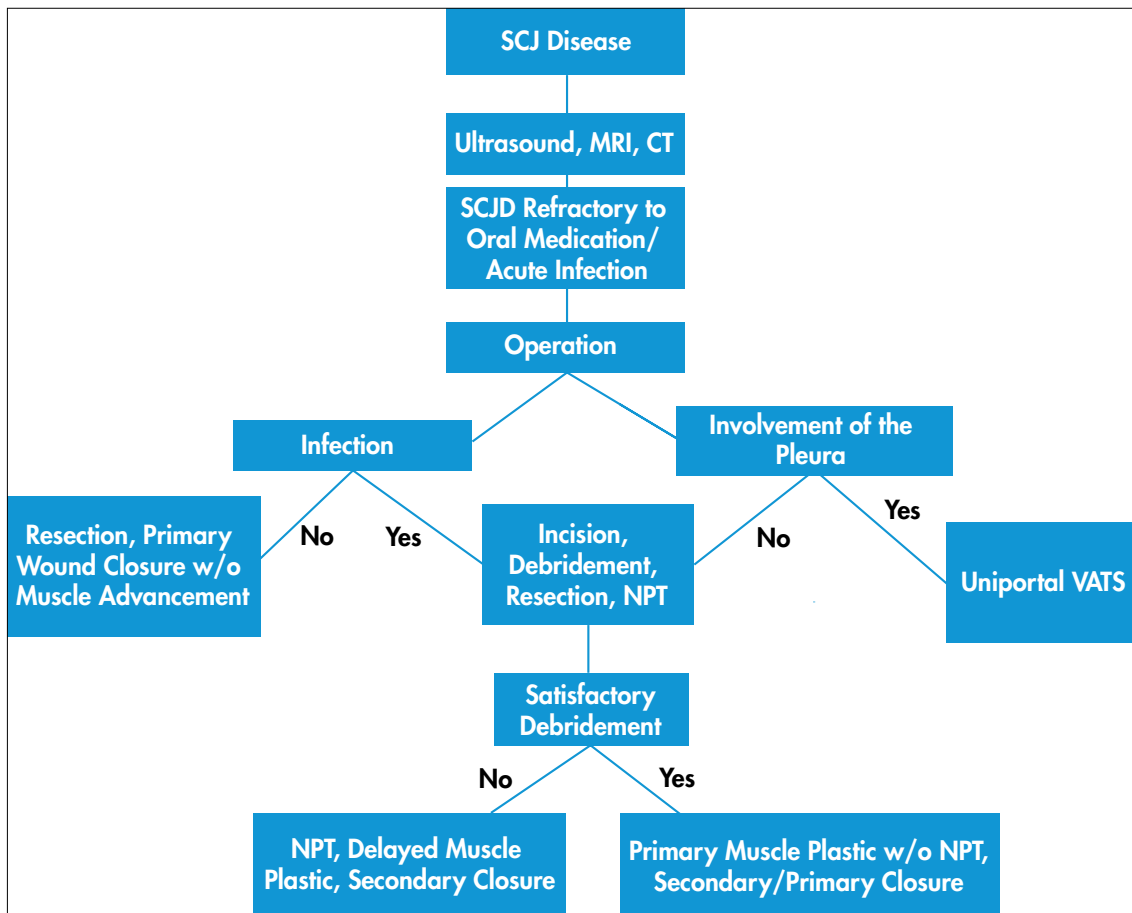 SCJ Disease
Ultrasound, MRI, CT
SCJD Refractory to
Oral Medication/
Acute Infection
Operation
Infection
Involvement of the
Pleura
No
Yes
No
Yes
Resection, Primary
Wound Closure w/o
Muscle Advancement
Incision,
Debridement,
Resection, NPT
Uniportal VATS
Satisfactory
Debridement
No
Yes
NPT, Delayed Muscle
Plastic, Secondary Closure
Primary Muscle Plastic w/o NPT,
Secondary/Primary Closure